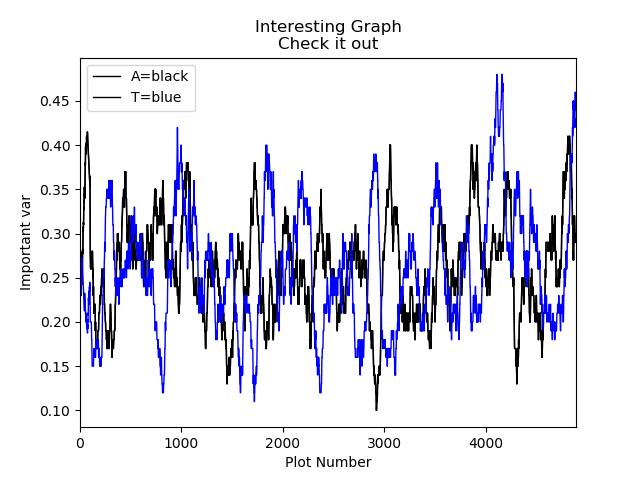 Interesting Graph
Check it out
A=black
T=blue
0.45
0.40
0.35
0.30
0.25
0.20
0.15
0.10
Important var
0
1000
2000
3000
4000
Plot Number